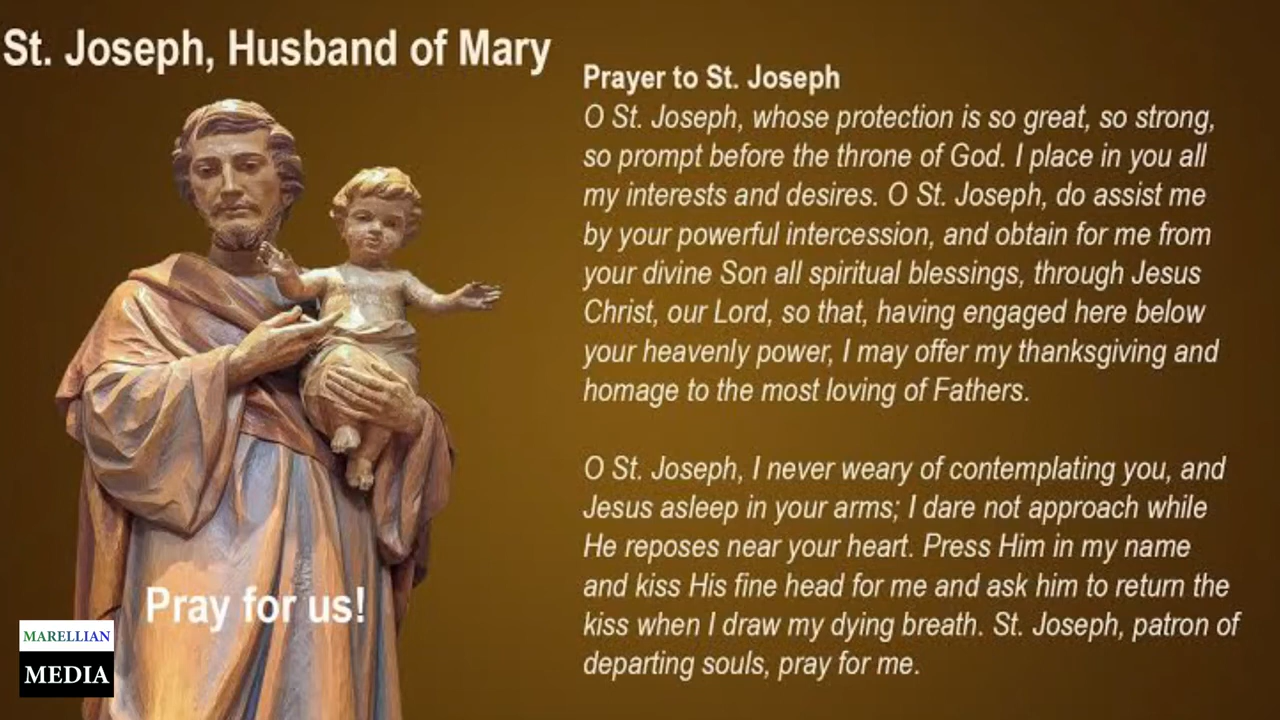 St. Joseph, Husband of Mary
Prayer to St. Joseph
O St. Joseph, whose protection is so great, so strong,
so prompt before the throne of God. I place in you all
my interests and desires. O St. Joseph, do assist me
by your powerful intercession, and obtain for me from
your divine Son all spiritual blessings, through Jesus
Christ, our Lord, so that, having engaged here below
your heavenly power, I may offer my thanksgiving and
homage to the most loving of Fathers.
O St. Joseph, I never weary of contemplating you, and
Jesus asleep in your arms; I dare not approach while
He reposes near your heart. Press Him in my name
and kiss His fine head for me and ask him to return the
kiss when I draw my dying breath. St. Joseph, patron of
departing souls, pray for me.
Pray for us!
MARELLIAN
MEDIA